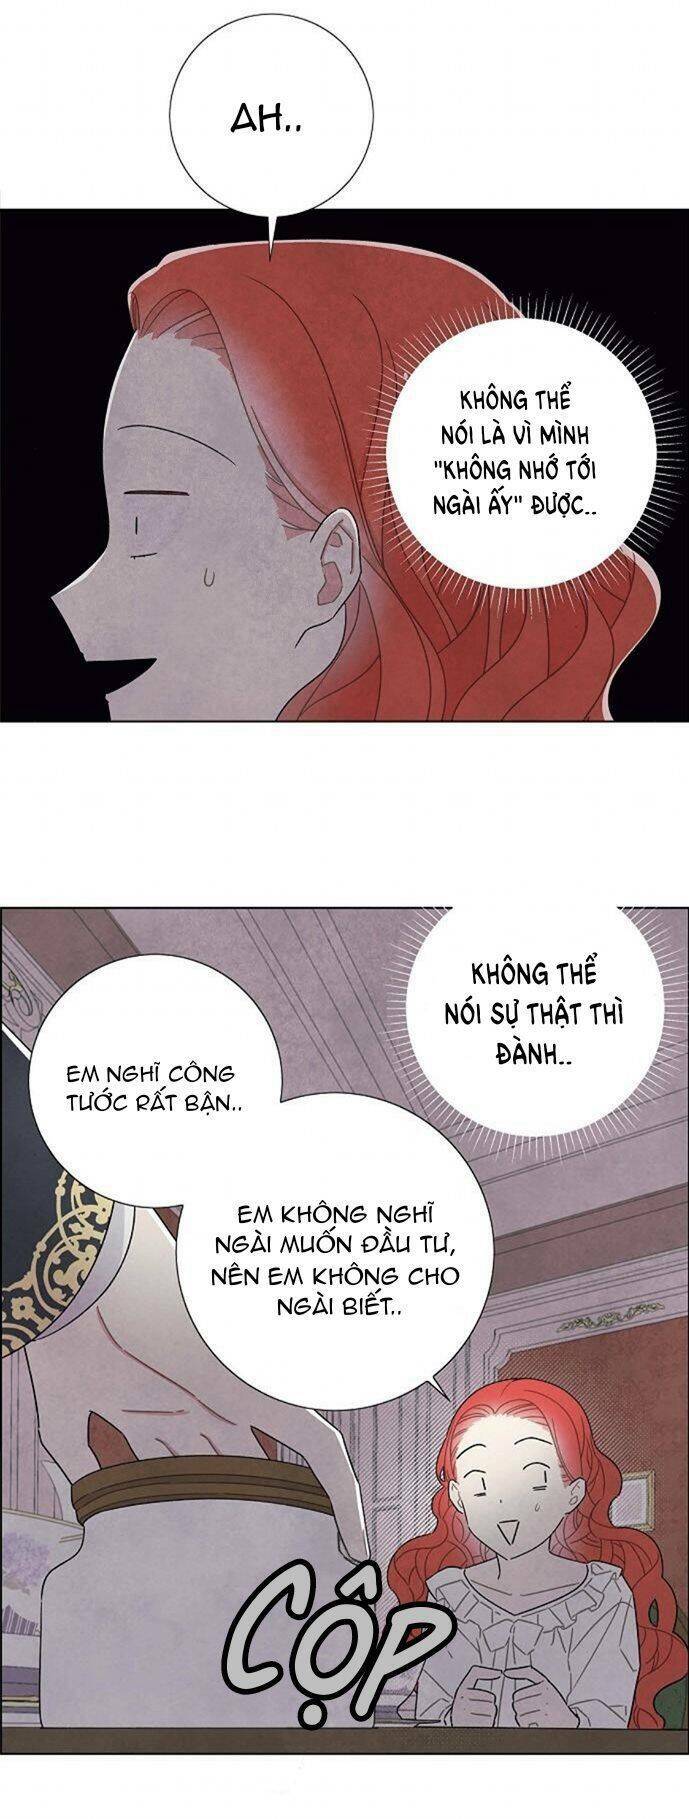 AH..
KHÔNG THỂ
NÓI LÀ VÌ MÌNH
"KHÔNG NHỚ TỚI
NGÀI ẤY" ĐƯỢC..
KHÔNG THỂ
NÓI SỰ THẬT THÌ
ĐÀNH..
EM NGHĨ CÔNG
TƯỚC RẤT BẬN..
EM KHÔNG NGHĨ
NGÀI MUỐN ĐẦU TƯ,
NÊN EM KHÔNG CHO
NGÀI BIẾT..
CỘP